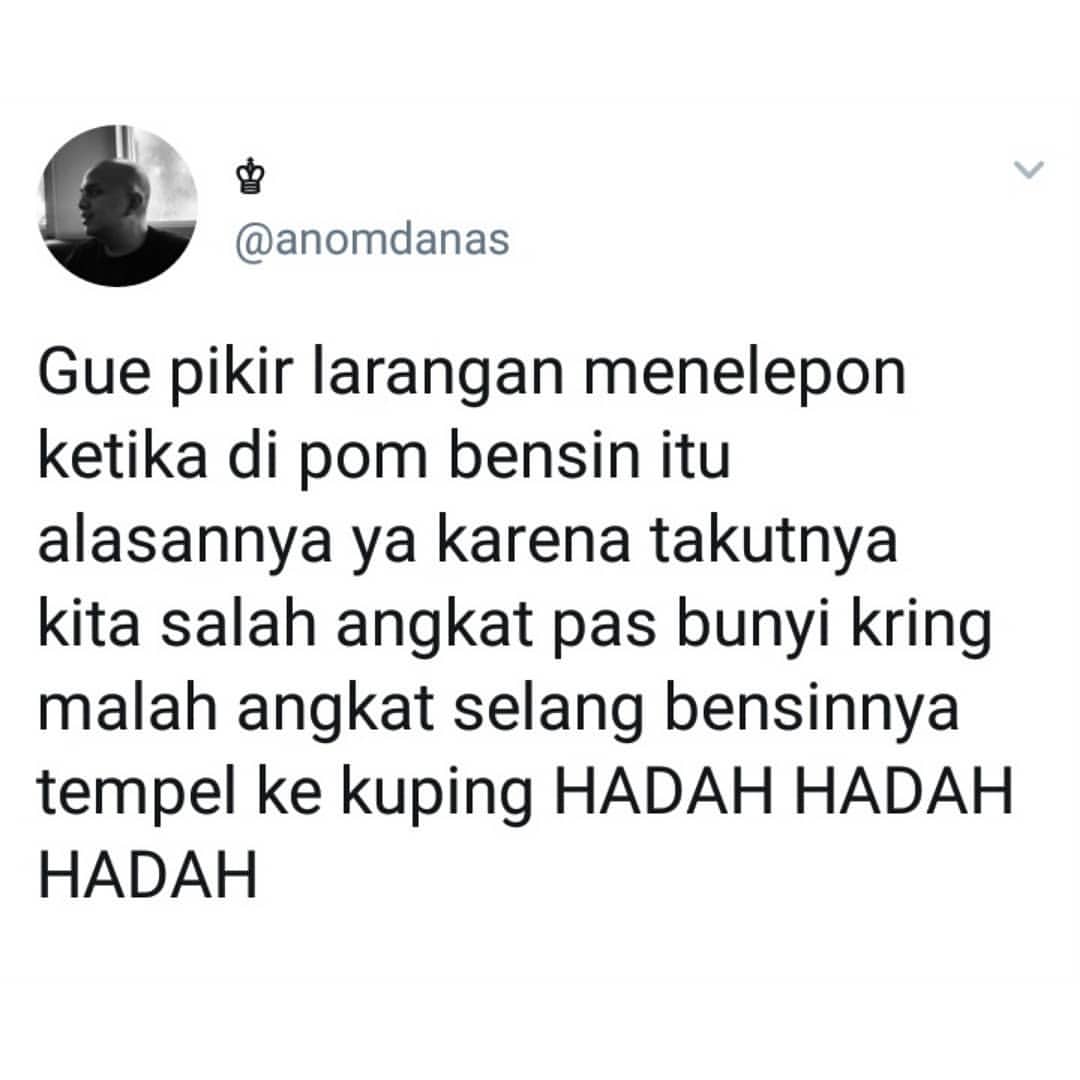 ♔
@anomdanas
Gue pikir larangan menelepon
ketika di pom bensin itu
alasannya ya karena takutnya
kita salah angkat pas bunyi kring
malah angkat selang bensinnya
tempel ke kuping HADAH HADAH
HADAH